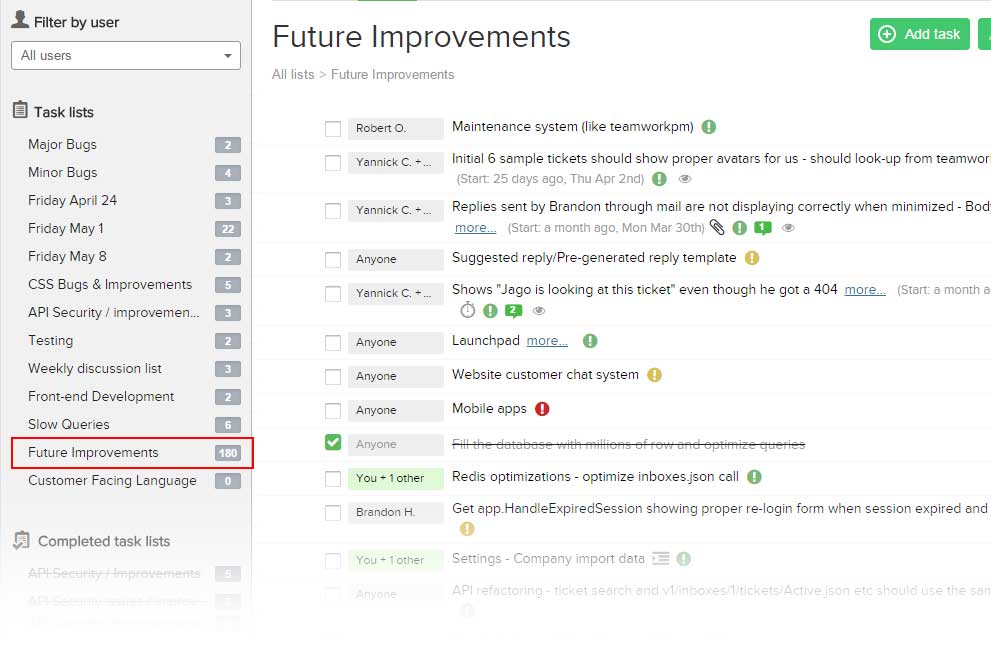 Filter by user
All users
Task lists
Major Bugs 2
Minor Bugs 4
Friday April 24 3
Friday May 1 22
Friday May 8 2
CSS Bugs & Improvements 5
API Security / improvemen... 3
Testing 2
Weekly discussion list 3
Front-end Development 2
Slow Queries 6
Future Improvements 180
Customer Facing Language 0
Completed task lists
API Security / Improvements 5
Future Improvements
Add task
All lists > Future Improvements
Robert O. Maintenance system (like teamworkpm)
Yannick C. +... Initial 6 sample tickets should show proper avatars for us - should look-up from teamwor
(Start: 25 days ago, Thu Apr 2nd)
Yannick C. +... Replies sent by Brandon through mail are not displaying correctly when minimized - Bod
more... (Start: a month ago, Mon Mar 30th) 1
Anyone Suggested reply/Pre-generated reply template
Yannick C. +... Shows "Jago is looking at this ticket" even though he got a 404 more... (Start: a month a
2
Anyone Launchpad more...
Anyone Website customer chat system
Anyone Mobile apps
Anyone Fill the database with millions of row and optimize queries
You + 1 other Redis optimizations - optimize inboxes.json call
Brandon H. Get app.HandleExpiredSession showing proper re-login form when session expired and
You + 1 other Settings - Company import data
Anyone API refactoring - ticket search and v1/inboxes/1/tickets/Active.json etc should use the sam